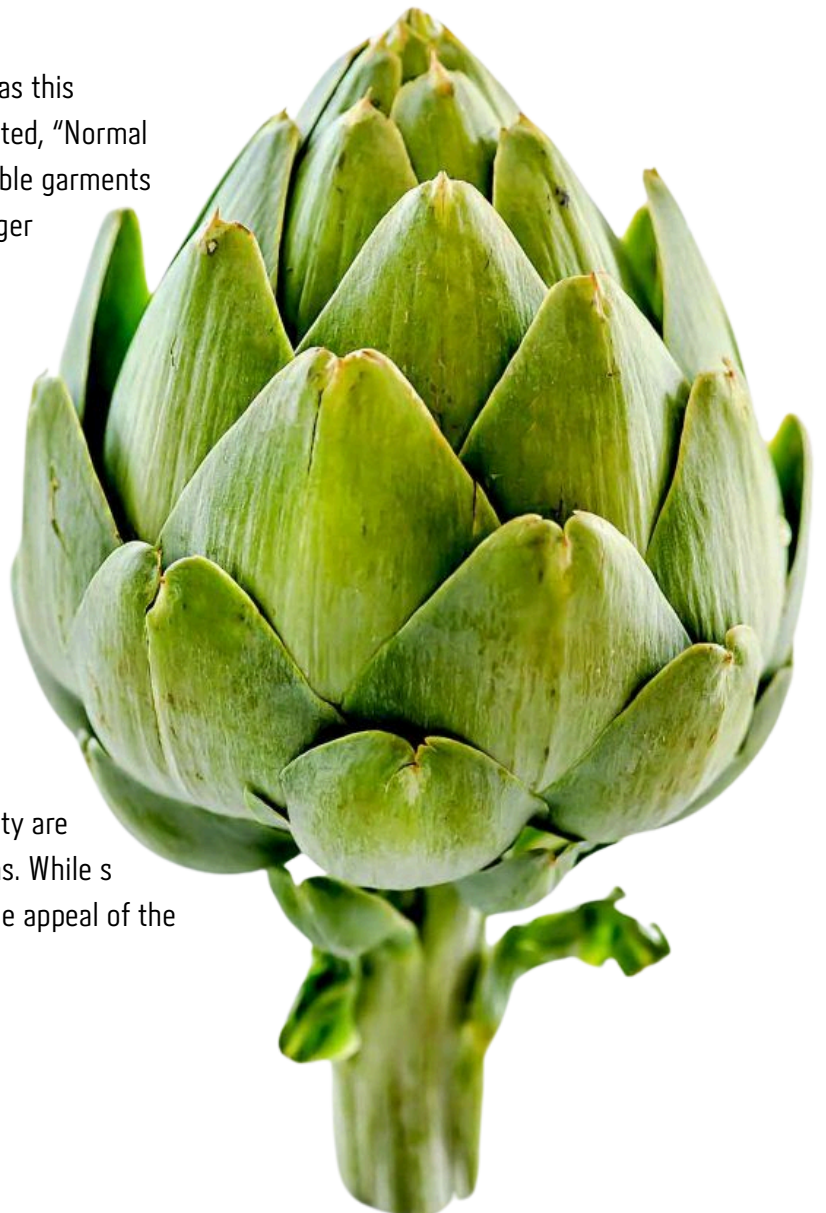 as this
ted, “Normal
ble garments
ger
ty are
s. While s
e appeal of the